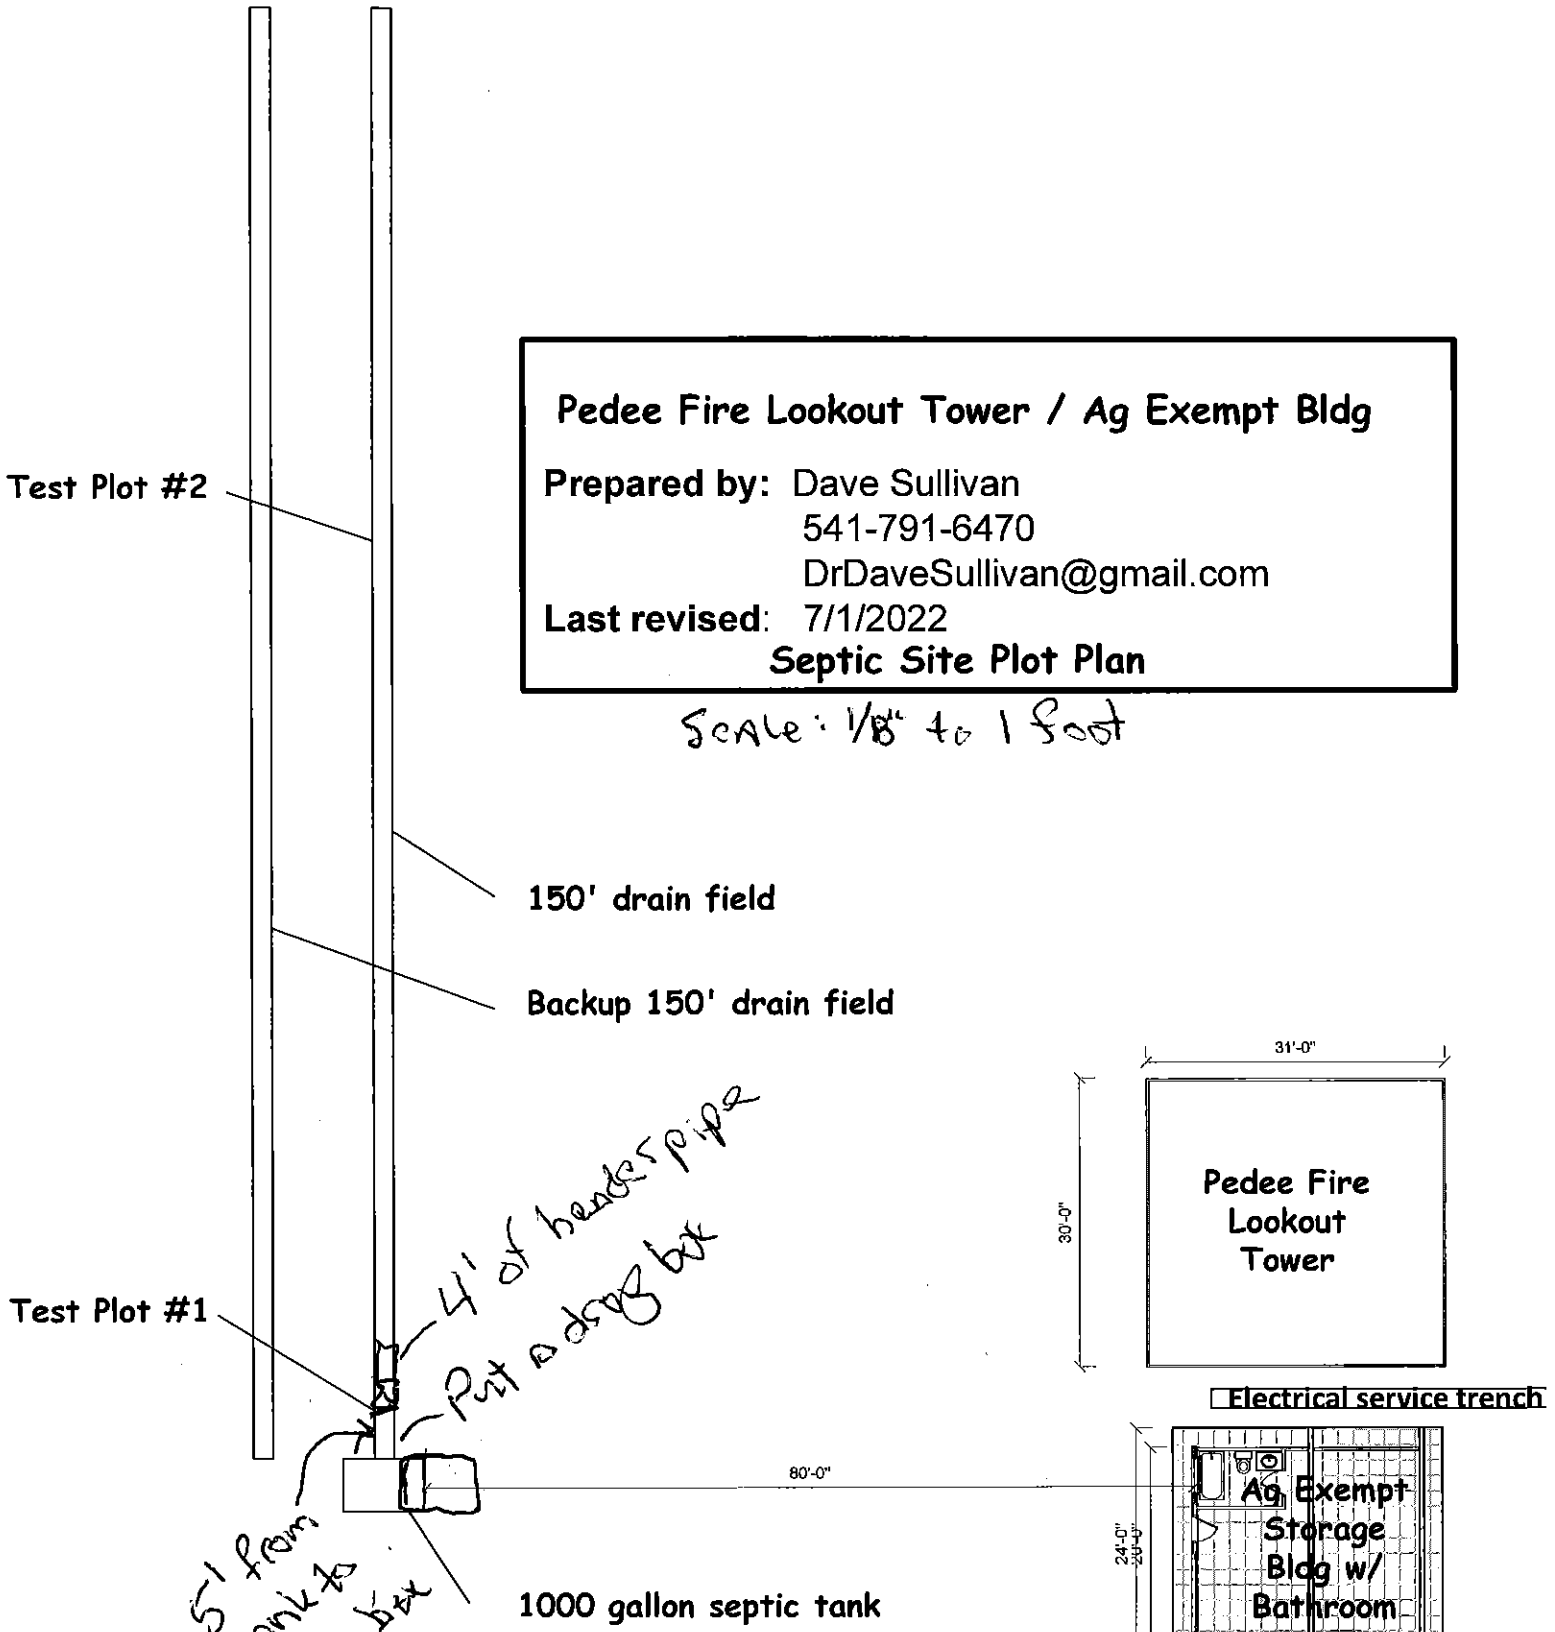 Pedee Fire Lookout Tower / Ag Exempt Bldg
Prepared by: Dave Sullivan
541-791-6470
DrDaveSullivan@gmail.com
Last revised: 7/1/2022
Septic Site Plot Plan
Scale: 1/8" to 1 foot
Test Plot #2
150' drain field
Backup 150' drain field
31'-0"
30'-0"
Pedee Fire
Lookout
Tower
4' of header pipe
Put a drop box
Test Plot #1
Electrical service trench
80'-0"
24'-0"
20'-0"
Ag Exempt
Storage
Bldg w/
Bathroom
5' from
tank to
box
1000 gallon septic tank